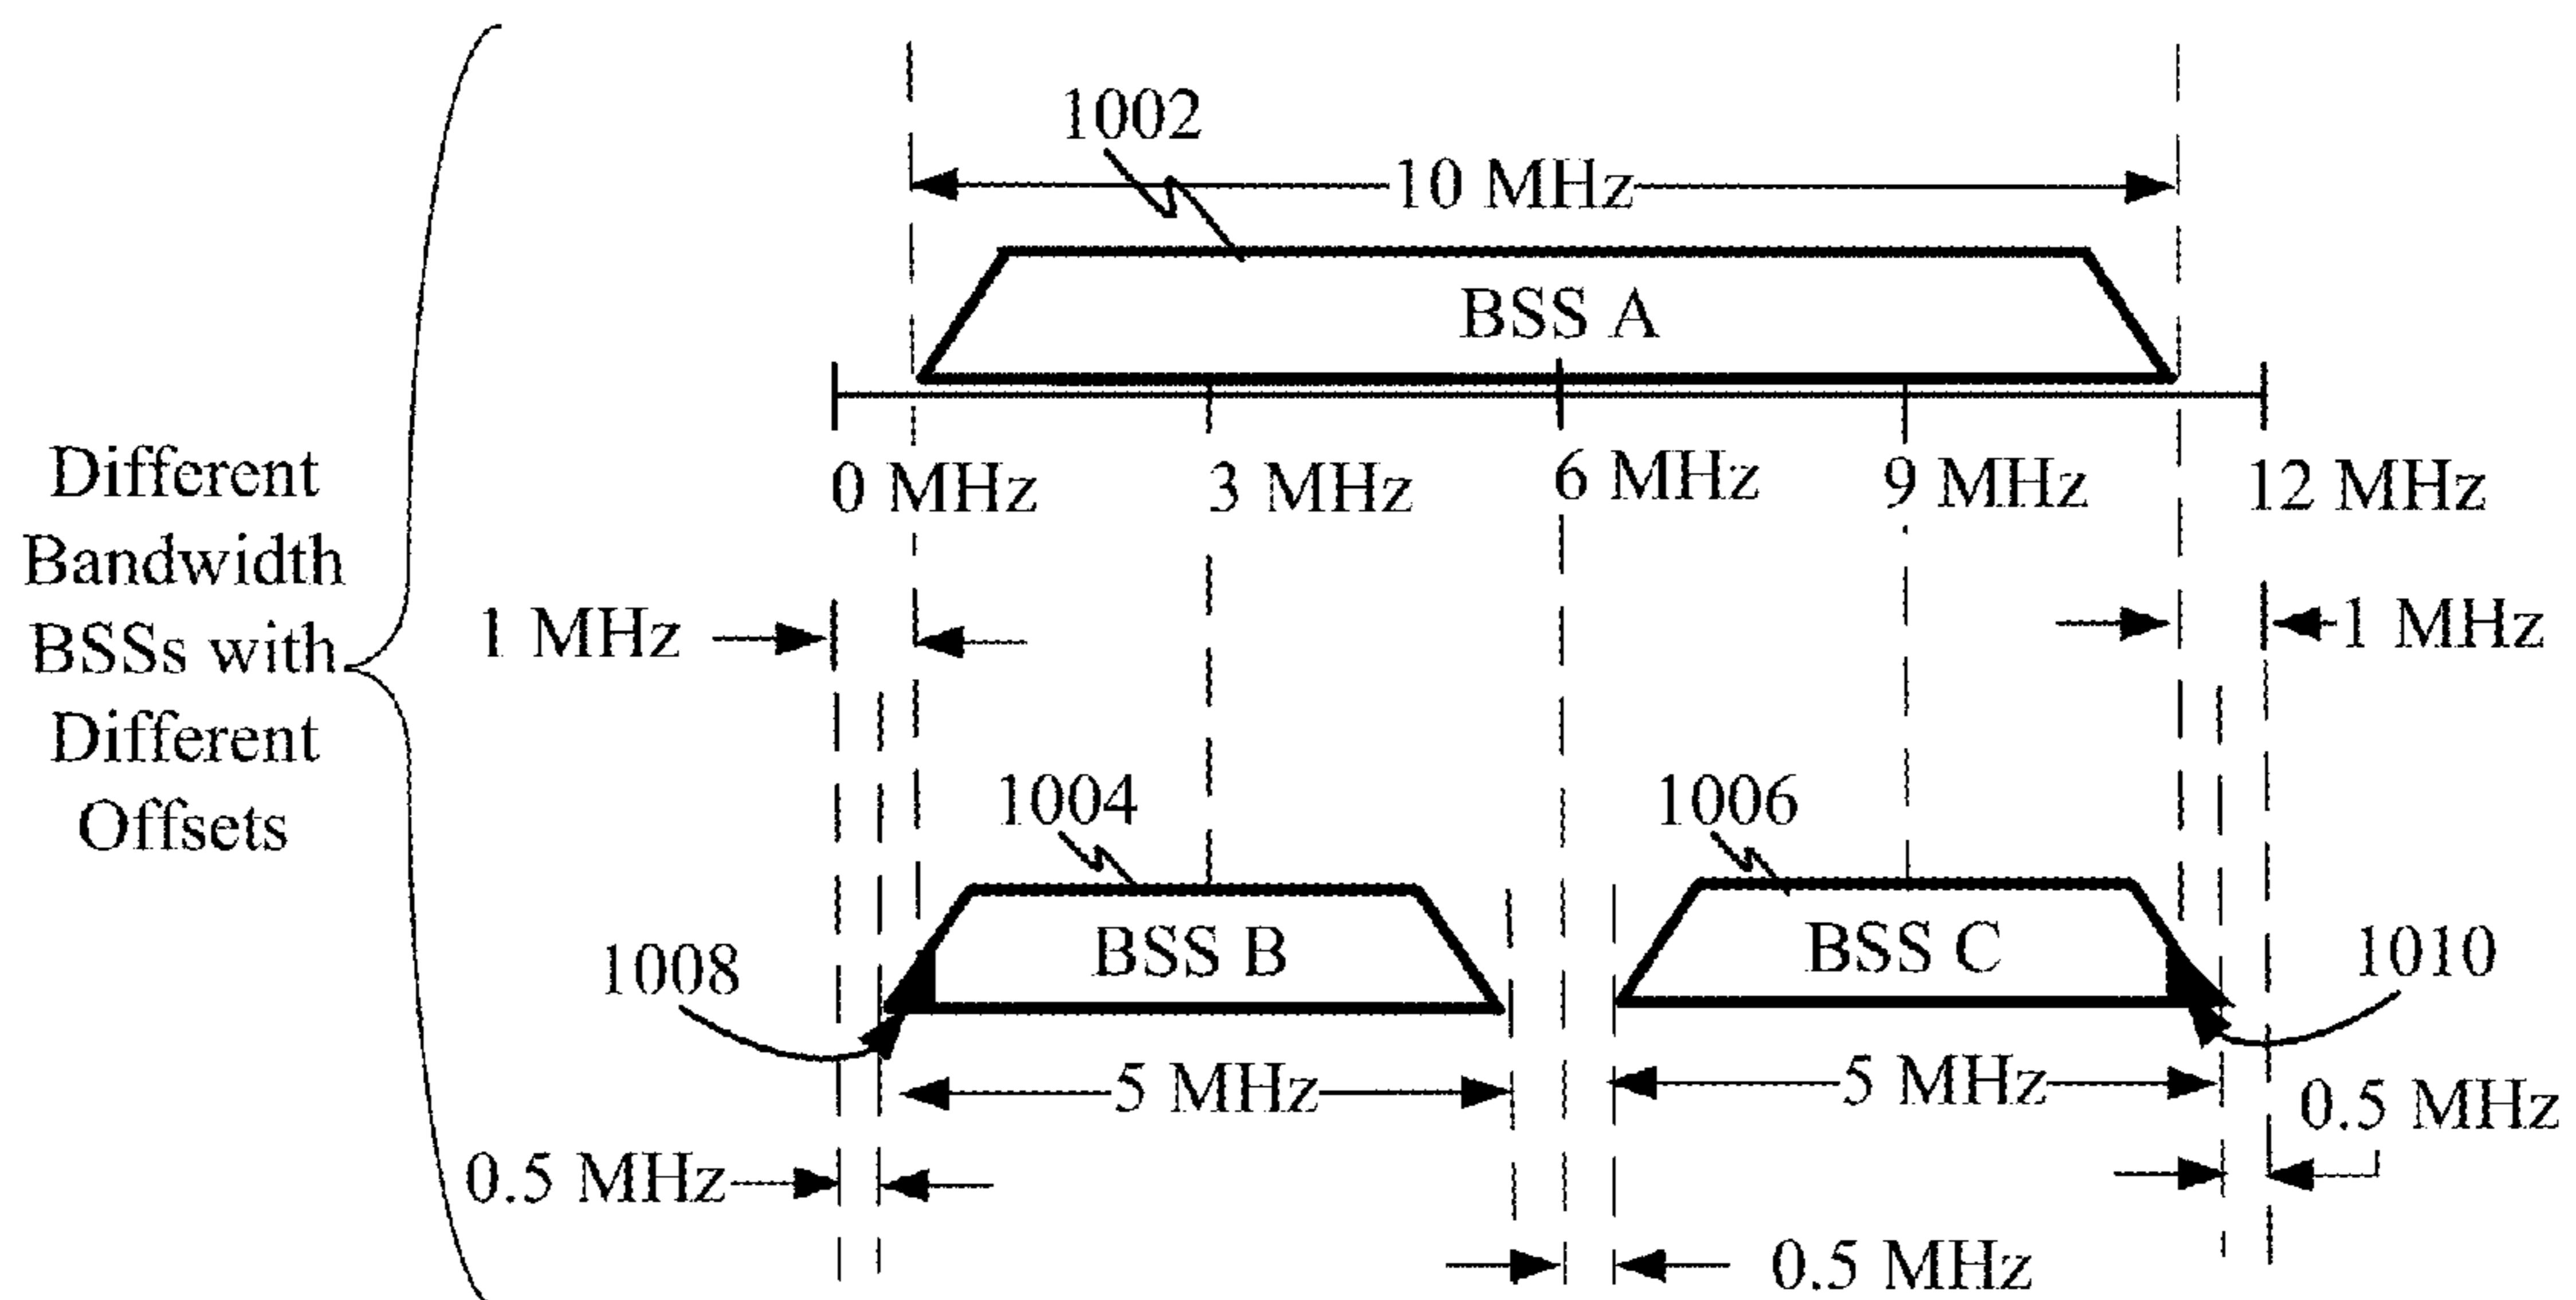 1002
10 MHz
BSS A
0 MHz 3 MHz 6 MHz 9 MHz 12 MHz
Different
Bandwidth
BSSs with
Different
Offsets
1 MHz 1 MHz
1004 1006
BSS B BSS C
1008 1010
5 MHz 5 MHz
0.5 MHz
0.5 MHz
0.5 MHz